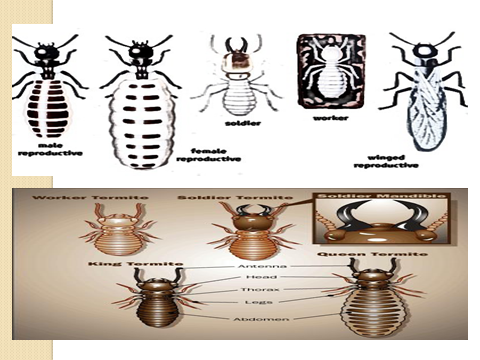 male
reproductive
female
reproductive
soldier
worker
winged
reproductive
Worker Termite
Soldier Termite
Soldier Mandible
King Termite
Queen Termite
Antenna
Head
Thorax
Legs
Abdomen